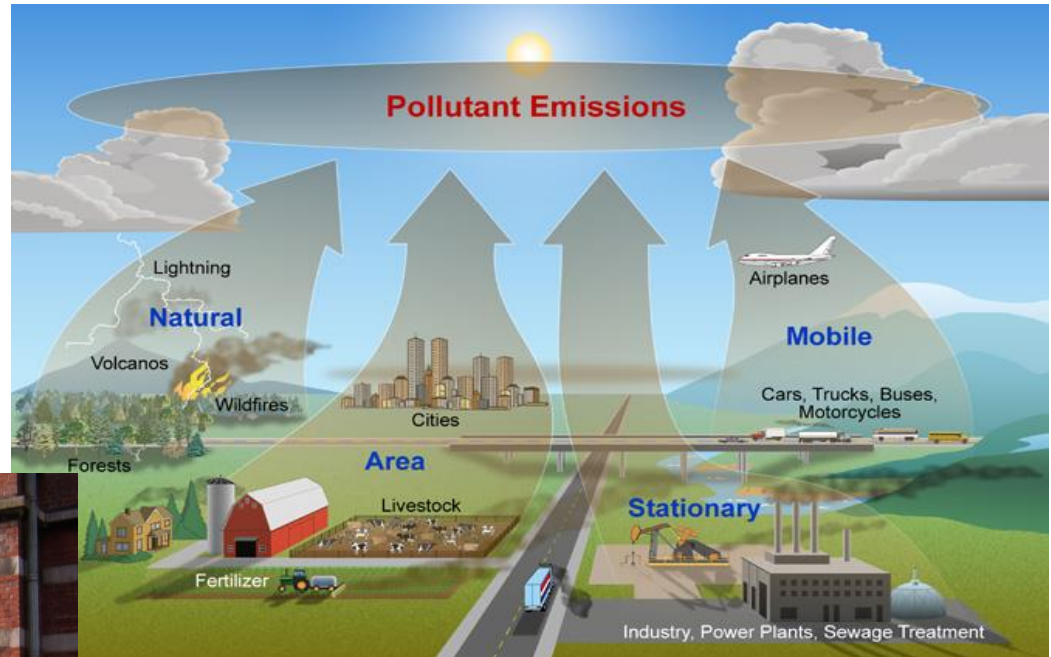 Pollutant Emissions
Lightning
Natural
Volcanos
Wildfires
Forests
Cities
Area
Livestock
Fertilizer
Airplanes
Mobile
Cars, Trucks, Buses,
Motorcycles
Stationary
Industry, Power Plants, Sewage Treatment